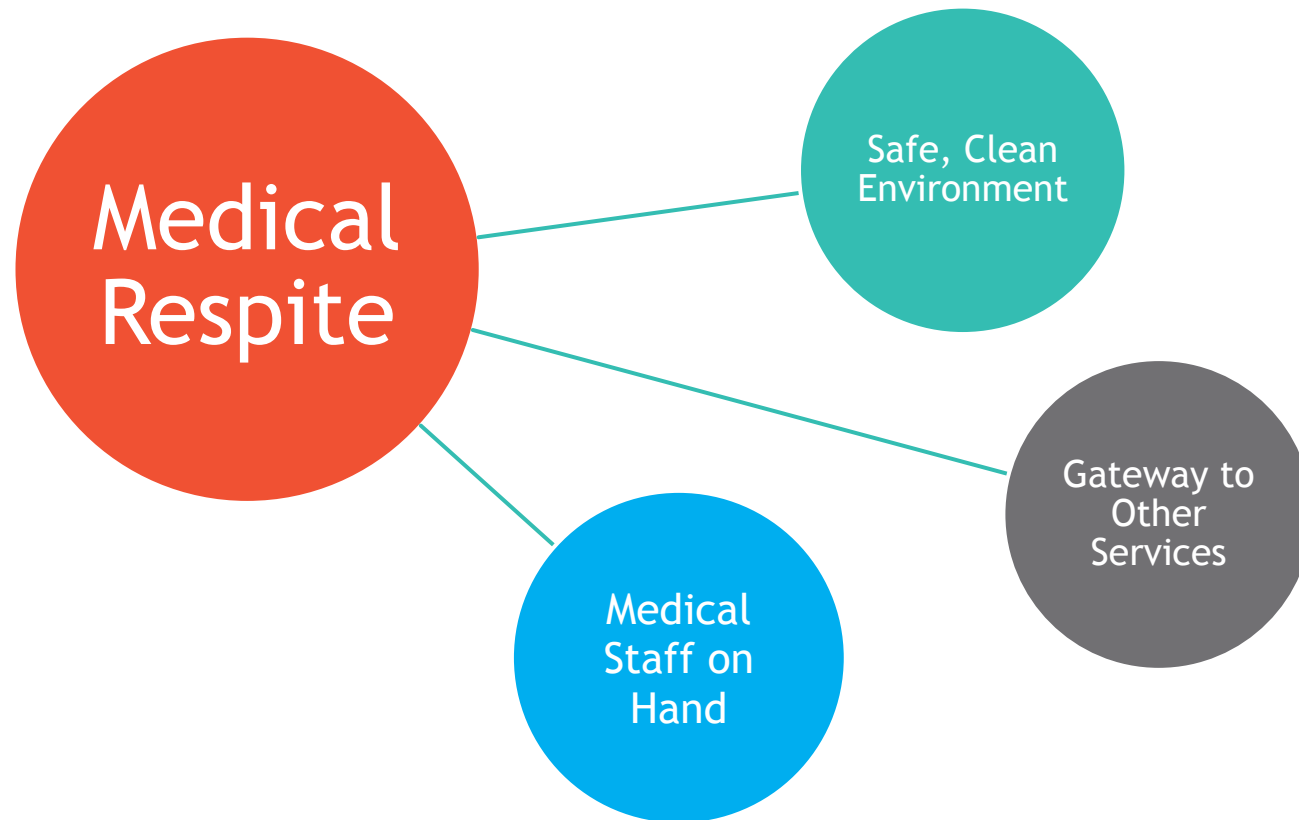 Medical
Respite
Safe, Clean
Environment
Gateway to
Other
Services
Medical
Staff on
Hand